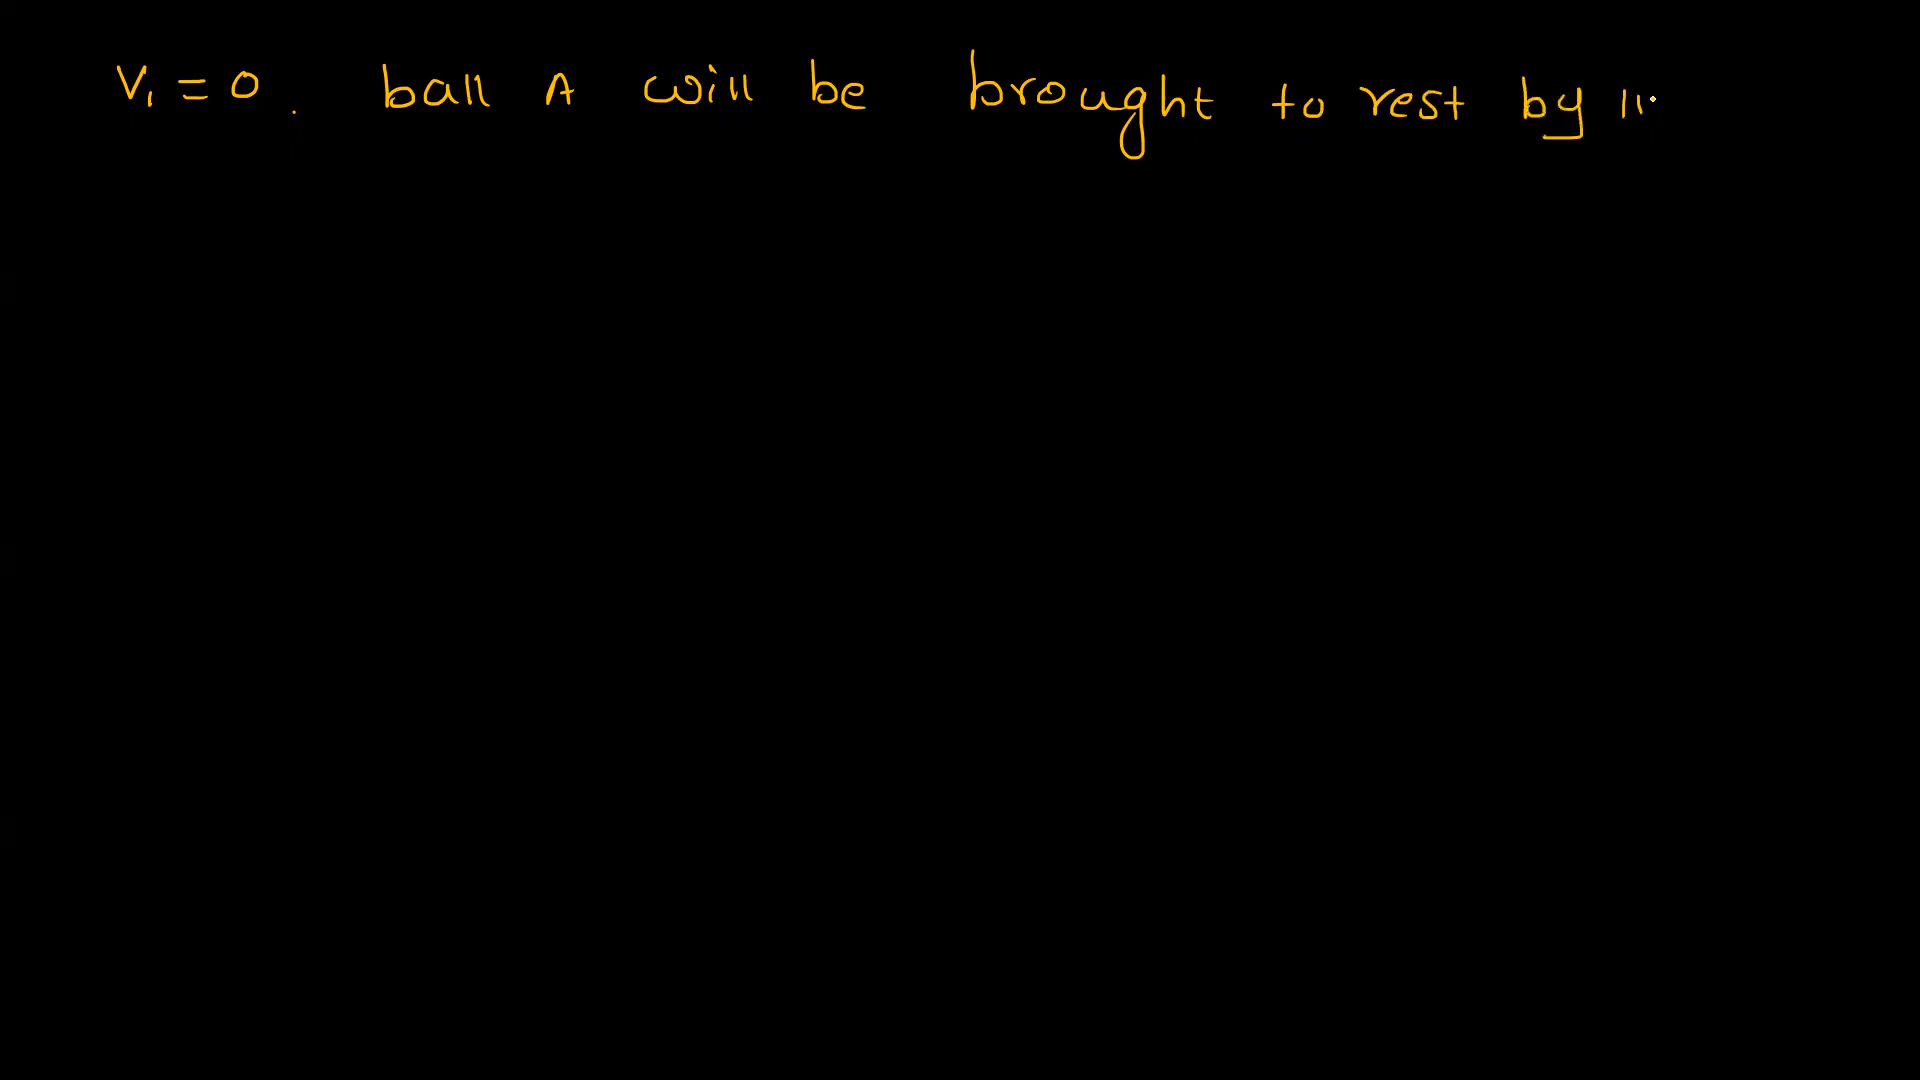 V₁ = 0 . ball A will be brought to rest by